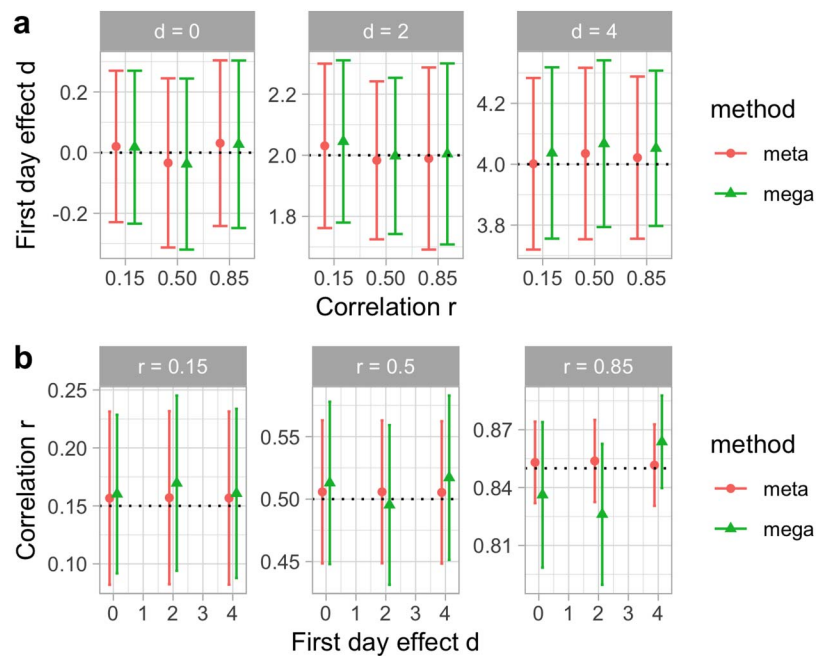 a
d = 0 d = 2 d = 4
First day effect d
0.2
0.0
-0.2
2.2
2.0
1.8
4.2
4.0
3.8
0.15 0.50 0.85 0.15 0.50 0.85 0.15 0.50 0.85
Correlation r
method
meta
mega
b
r = 0.15 r = 0.5 r = 0.85
Correlation r
0.25
0.20
0.15
0.10
0.55
0.50
0.45
0.87
0.84
0.81
0 1 2 3 4 0 1 2 3 4 0 1 2 3 4
First day effect d
method
meta
mega